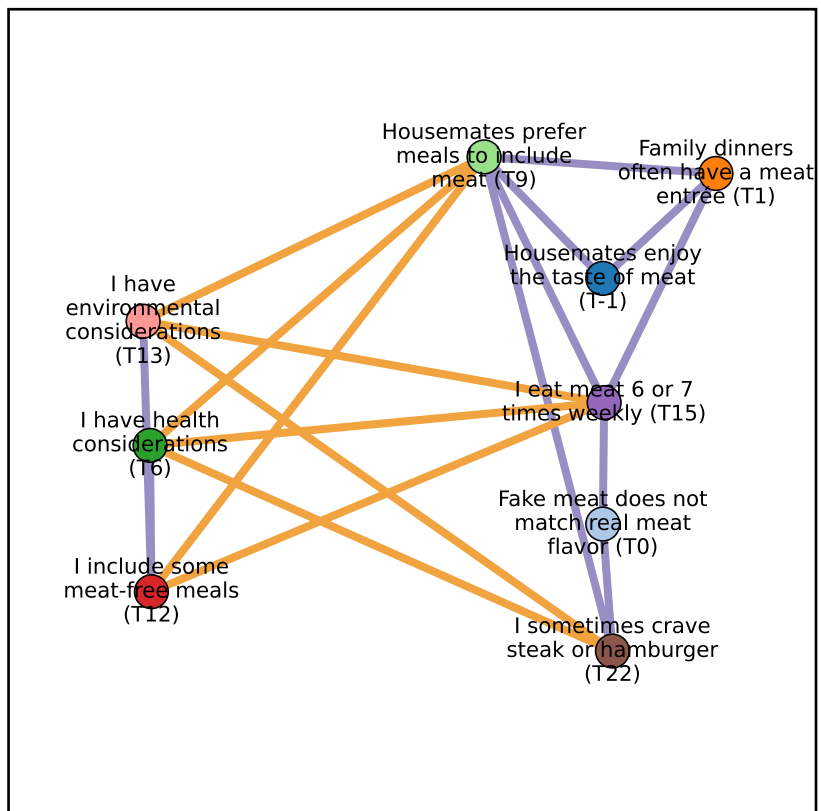 Housemates prefer
meals to include
meat (T9)
Family dinners
often have a meat
entrée (T1)
Housemates enjoy
the taste of meat
(T-1)
I have
environmental
considerations
(T13)
I eat meat 6 or 7
times weekly (T15)
I have health
considerations
(T6)
Fake meat does not
match real meat
flavor (T0)
I include some
meat-free meals
(T12)
I sometimes crave
steak or hamburger
(T22)